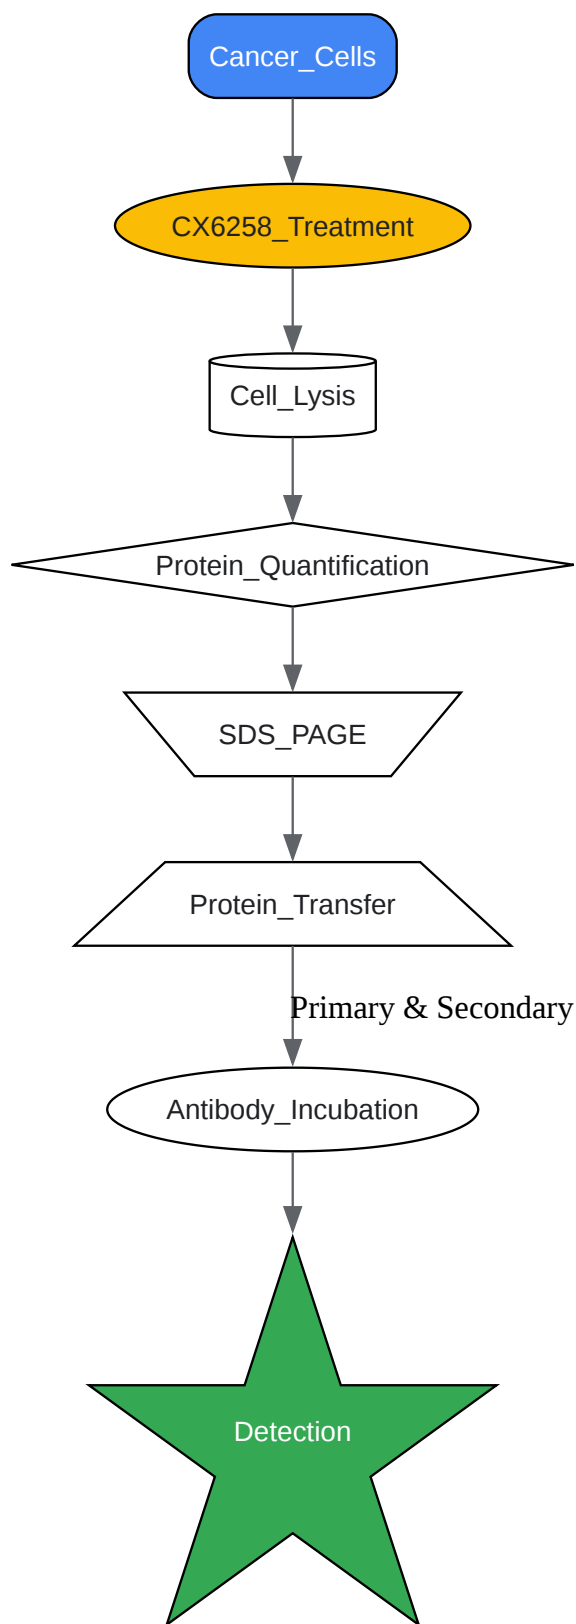 Cancer_Cells
CX6258_Treatment
Cell_Lysis
Protein_Quantification
SDS_PAGE
Protein_Transfer
Primary & Secondary
Antibody_Incubation
Detection